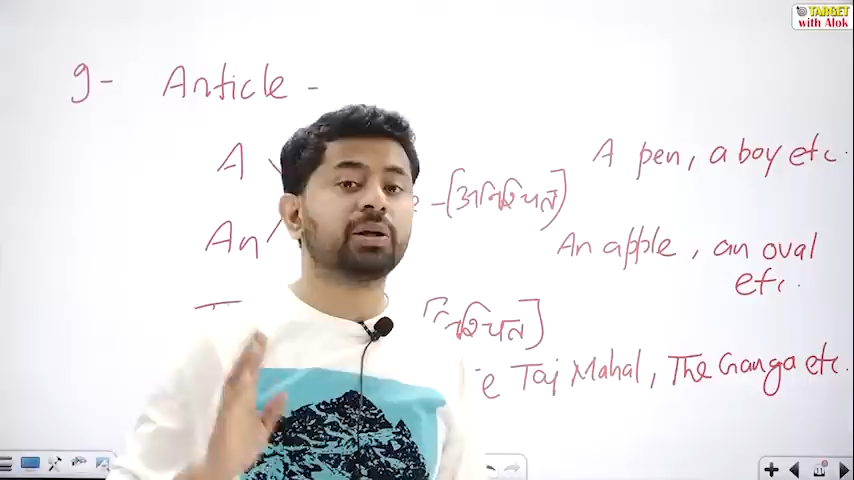 TARGET
with Alok
9- Article -
A
A pen, a boy etc.
-[अनिश्चित]
An
An apple, an oval
etc.
[निश्चित]
Taj Mahal, The Ganga etc.